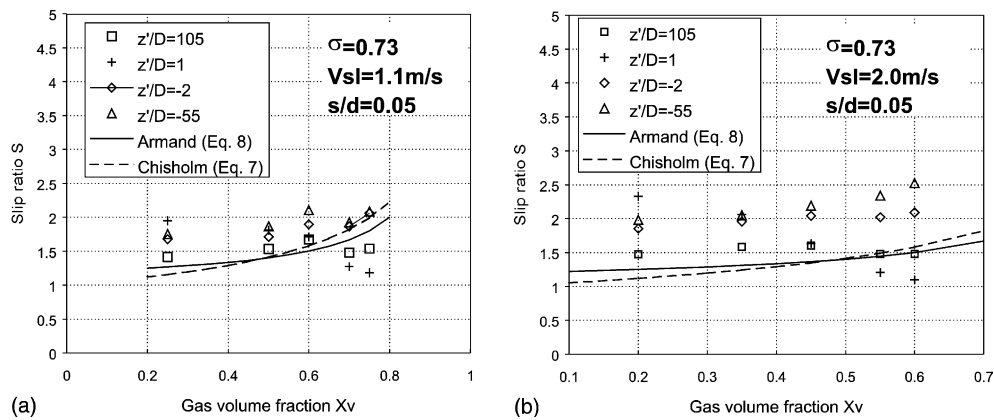 5
4.5
4
3.5
3
2.5
2
1.5
1
0.5
0
Slip ratio S
z'/D=105
z'/D=1
z'/D=-2
z'/D=-55
Armand (Eq. 8)
Chisholm (Eq. 7)
σ=0.73
Vsl=1.1m/s
s/d=0.05
0 0.2 0.4 0.6 0.8 1
Gas volume fraction Xv
(a)
5
4.5
4
3.5
3
2.5
2
1.5
1
0.5
0
Slip ratio S
z'/D=105
z'/D=1
z'/D=-2
z'/D=-55
Armand (Eq. 8)
Chisholm (Eq. 7)
σ=0.73
Vsl=2.0m/s
s/d=0.05
0.1 0.2 0.3 0.4 0.5 0.6 0.7
Gas volume fraction Xv
(b)